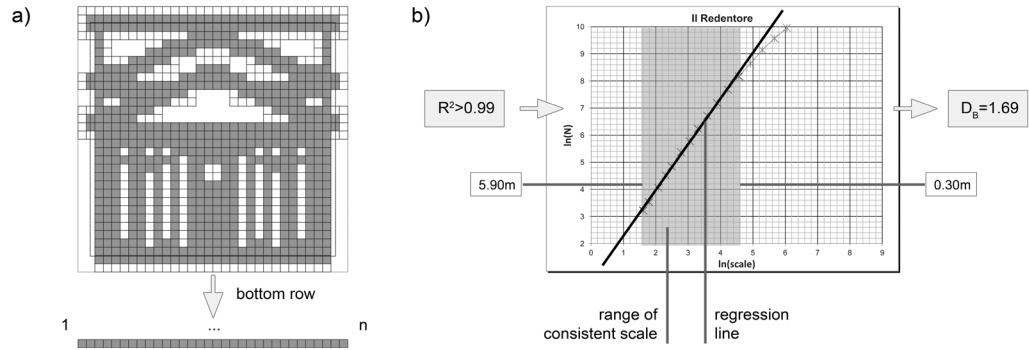 a)
bottom row
1
...
n
b)
Il Redentore
R²>0.99
D_B=1.69
ln(N)
10
9
8
7
6
5
4
3
2
5.90m
0.30m
0 1 2 3 4 5 6 7 8 9
ln(scale)
range of
consistent scale
regression
line